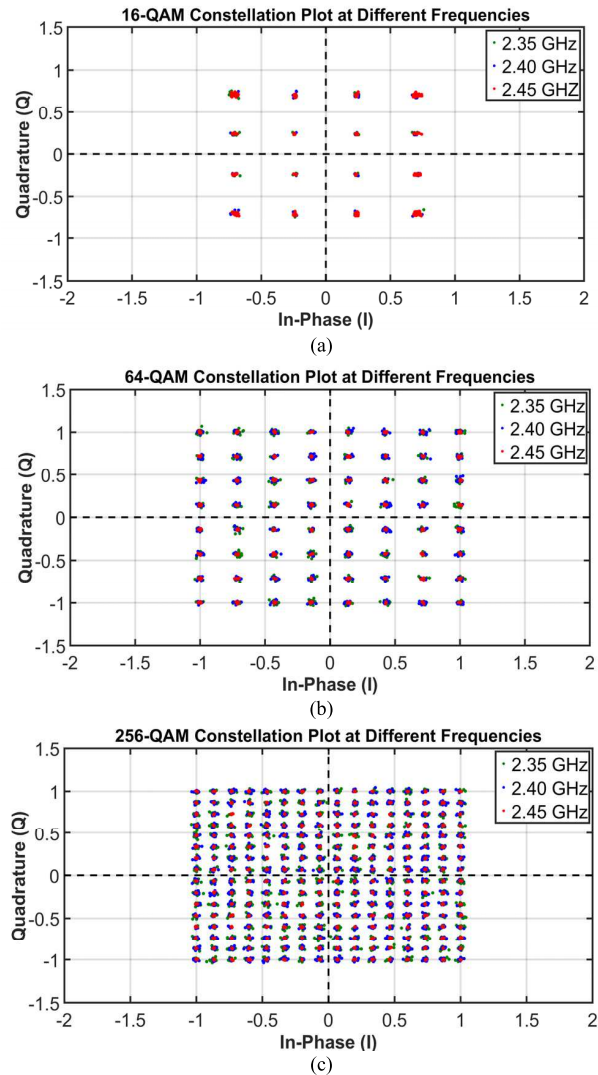 16-QAM Constellation Plot at Different Frequencies
1.5
2.35 GHz
1
2.40 GHz
2.45 GHZ
0.5
0
-0.5
-1
-1.5
Quadrature (Q)
-2 -1.5 -1 -0.5 0 0.5 1 1.5 2
In-Phase (I)
(a)
64-QAM Constellation Plot at Different Frequencies
1.5
2.35 GHz
1
2.40 GHz
2.45 GHz
0.5
0
-0.5
-1
-1.5
Quadrature (Q)
-2 -1.5 -1 -0.5 0 0.5 1 1.5 2
In-Phase (I)
(b)
256-QAM Constellation Plot at Different Frequencies
1.5
2.35 GHz
1
2.40 GHz
2.45 GHz
0.5
0
-0.5
-1
-1.5
Quadrature (Q)
-2 -1.5 -1 -0.5 0 0.5 1 1.5 2
In-Phase (I)
(c)